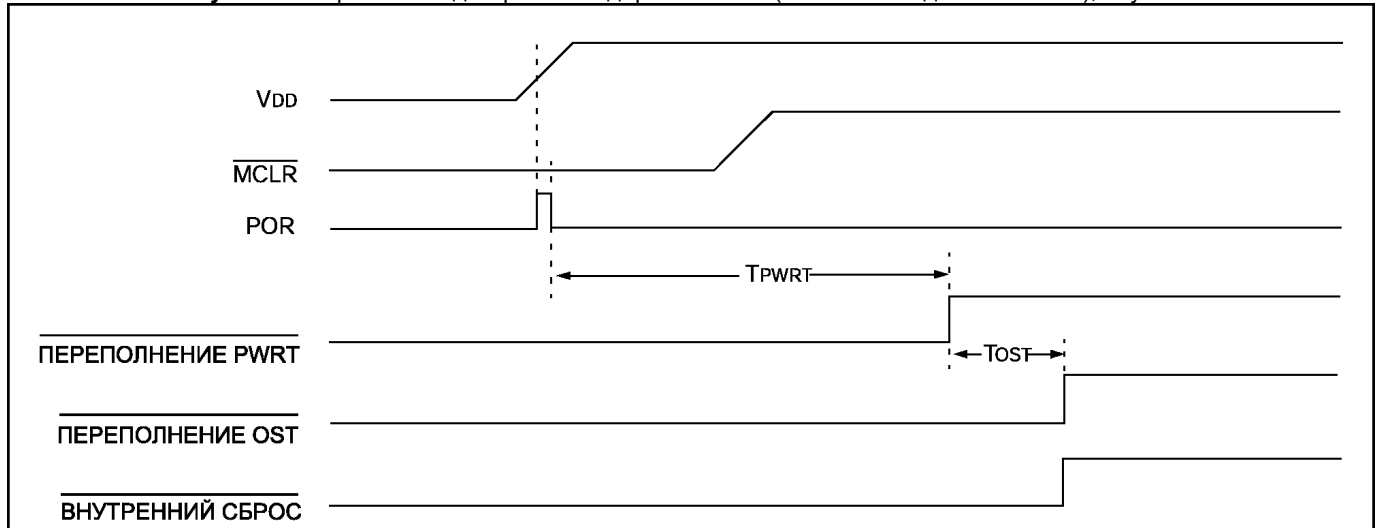 VDD
MCLR
POR
TPWRT
ПЕРЕПОЛНЕНИЕ PWRT
TOST
ПЕРЕПОЛНЕНИЕ OST
ВНУТРЕННИЙ СБРОС